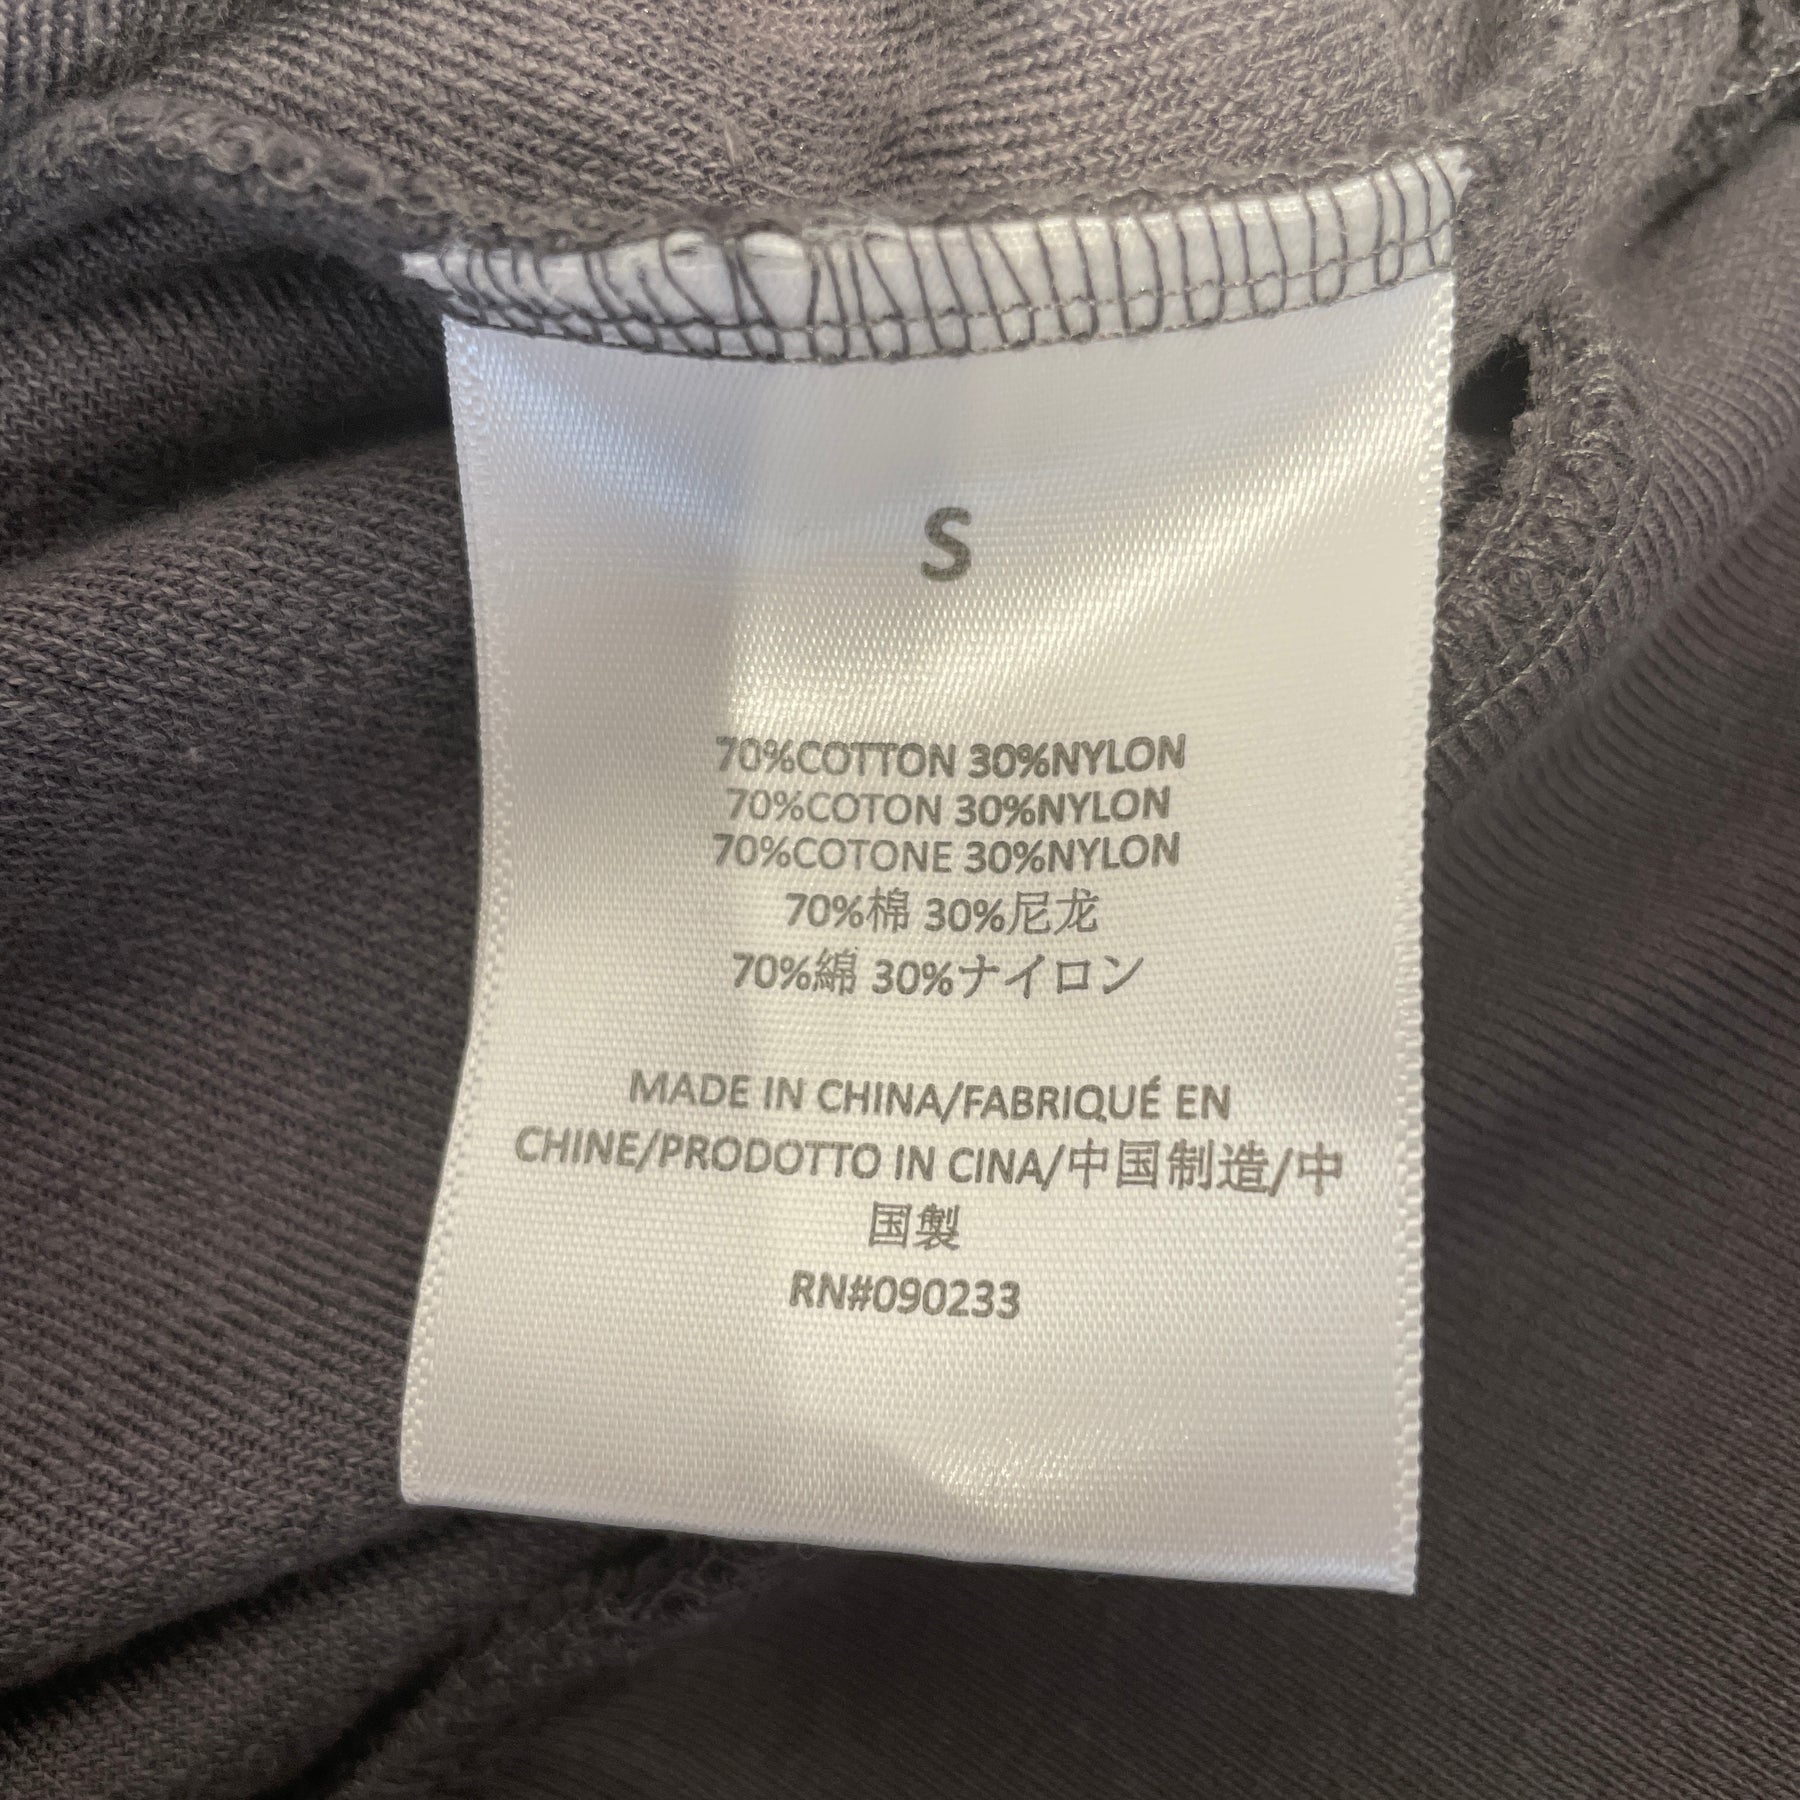 S
70%COTTON 30%NYLON
70%COTON 30%NYLON
70%COTONE 30%NYLON
70%棉 30%尼龙
70%綿 30%ナイロン
MADE IN CHINA/FABRIQUÉ EN
CHINE/PRODOTTO IN CINA/中国制造/中
国製
RN#090233